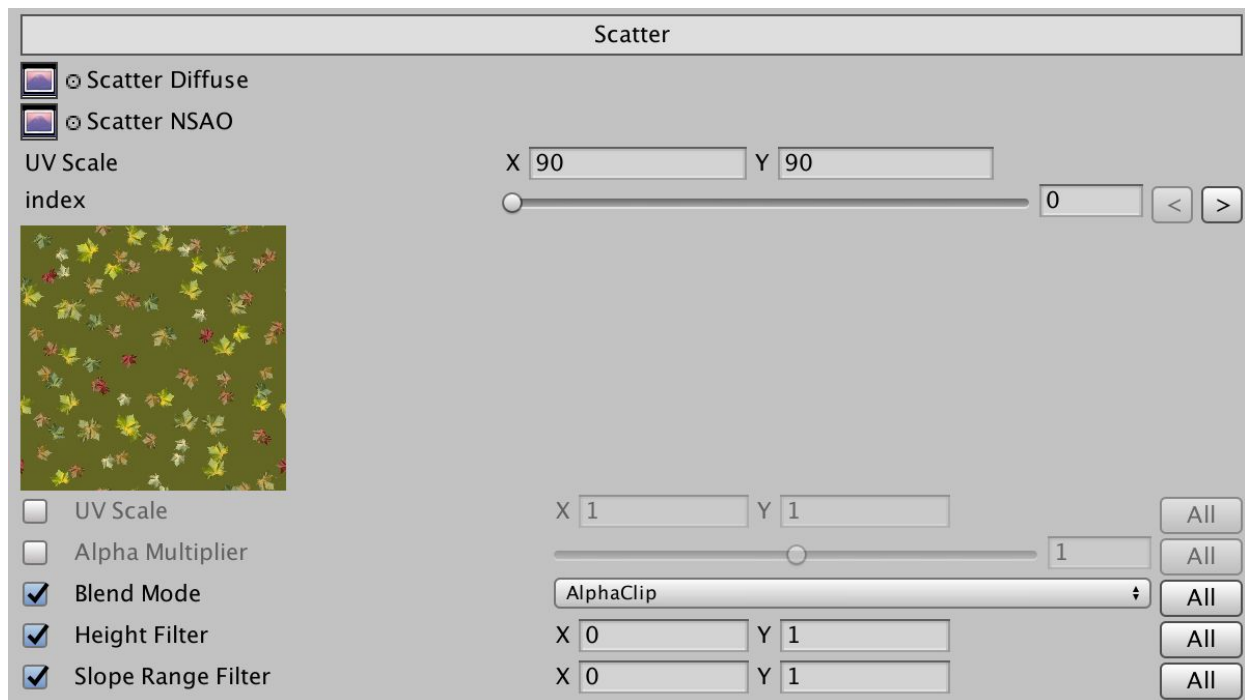 Scatter
Scatter Diffuse
Scatter NSAO
UV Scale X 90 Y 90
index 0 < >
UV Scale X 1 Y 1 All
Alpha Multiplier 1 All
Blend Mode AlphaClip All
Height Filter X 0 Y 1 All
Slope Range Filter X 0 Y 1 All